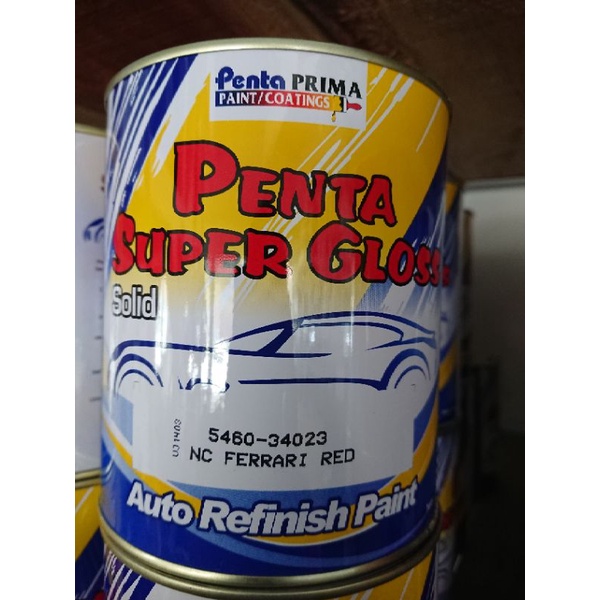 Penta PRIMA
PAINT/COATINGS
PENTA
SUPER GLOSS
Solid
5460-34023
NC FERRARI RED
Auto Refinish Paint